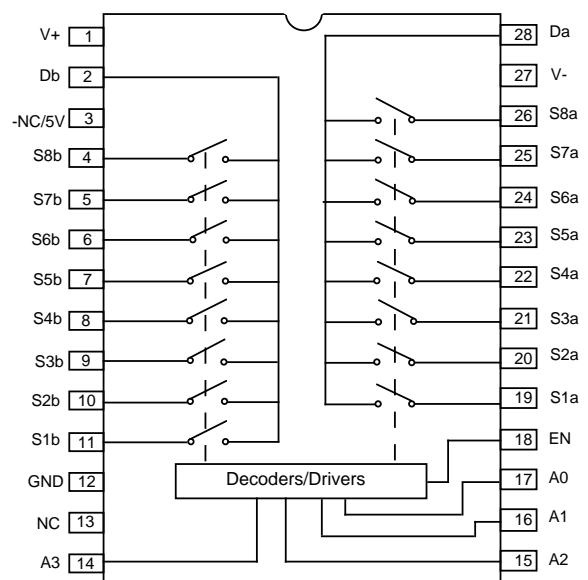 V+ 1 28 Da
Db 2 27 V-
-NC/5V 3 26 S8a
S8b 4 25 S7a
S7b 5 24 S6a
S6b 6 23 S5a
S5b 7 22 S4a
S4b 8 21 S3a
S3b 9 20 S2a
S2b 10 19 S1a
S1b 11 18 EN
GND 12 Decoders/Drivers 17 A0
NC 13 16 A1
A3 14 15 A2